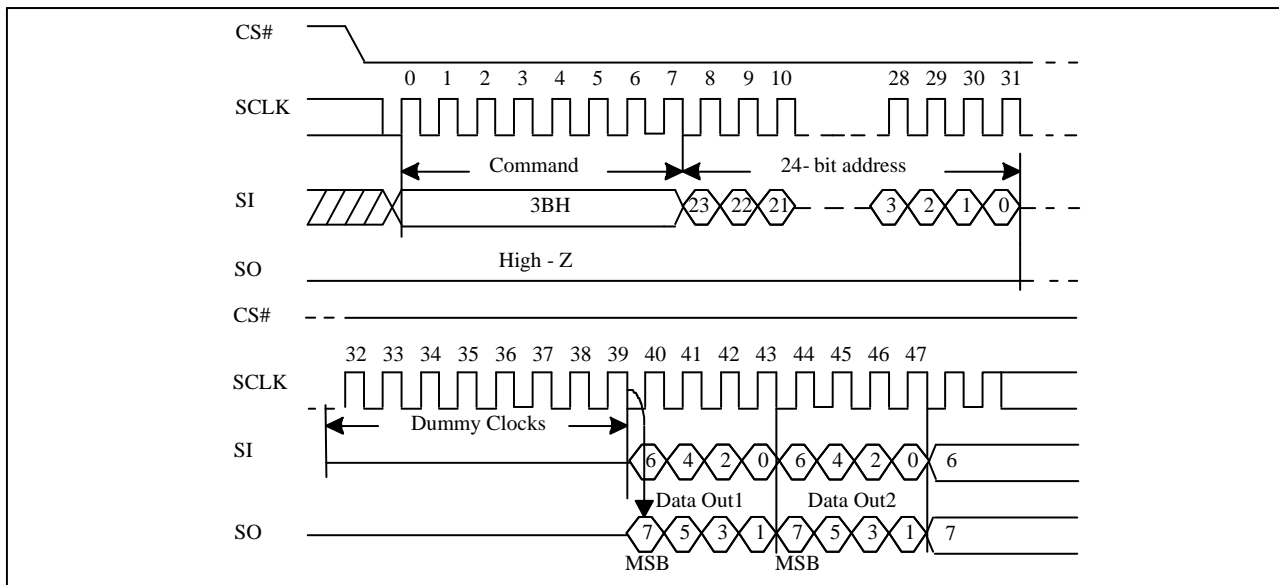 CS#
0 1 2 3 4 5 6 7 8 9 10 28 29 30 31
SCLK
Command 24- bit address
SI 3BH 23 22 21 3 2 1 0
High - Z
SO
CS#
32 33 34 35 36 37 38 39 40 41 42 43 44 45 46 47
SCLK
Dummy Clocks
SI 6 4 2 0 6 4 2 0 6
Data Out1 Data Out2
SO 7 5 3 1 7 5 3 1 7
MSB MSB